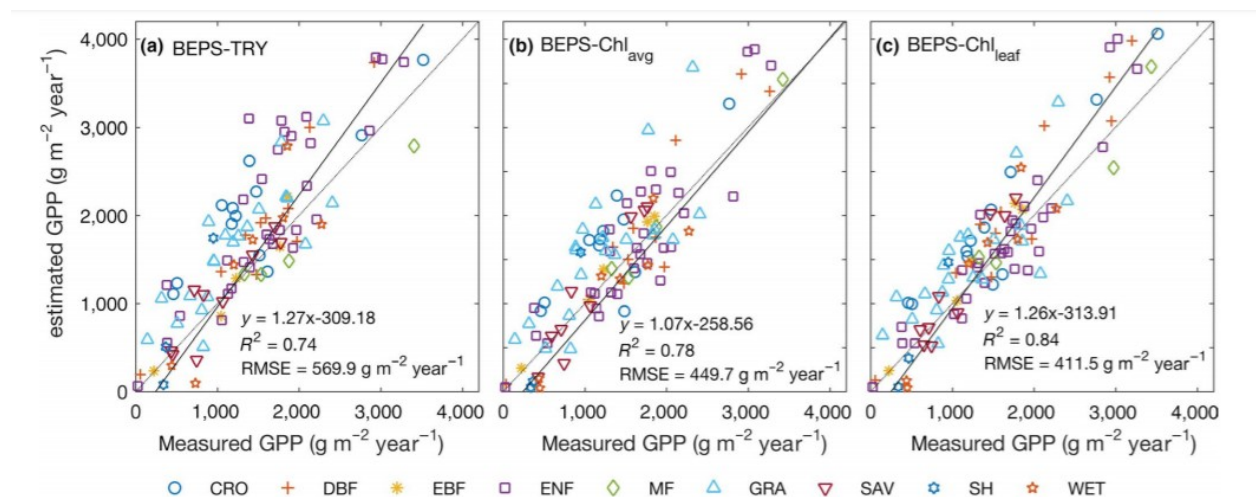 (a) BEPS-TRY
(b) BEPS-Chl_avg
(c) BEPS-Chl_leaf
estimated GPP (g m⁻² year⁻¹)
4,000
3,000
2,000
1,000
0
y = 1.27x-309.18
R² = 0.74
RMSE = 569.9 g m⁻² year⁻¹
y = 1.07x-258.56
R² = 0.78
RMSE = 449.7 g m⁻² year⁻¹
y = 1.26x-313.91
R² = 0.84
RMSE = 411.5 g m⁻² year⁻¹
0 1,000 2,000 3,000 4,000
0 1,000 2,000 3,000 4,000
0 1,000 2,000 3,000 4,000
Measured GPP (g m⁻² year⁻¹)
Measured GPP (g m⁻² year⁻¹)
Measured GPP (g m⁻² year⁻¹)
CRO DBF EBF ENF MF GRA SAV SH WET